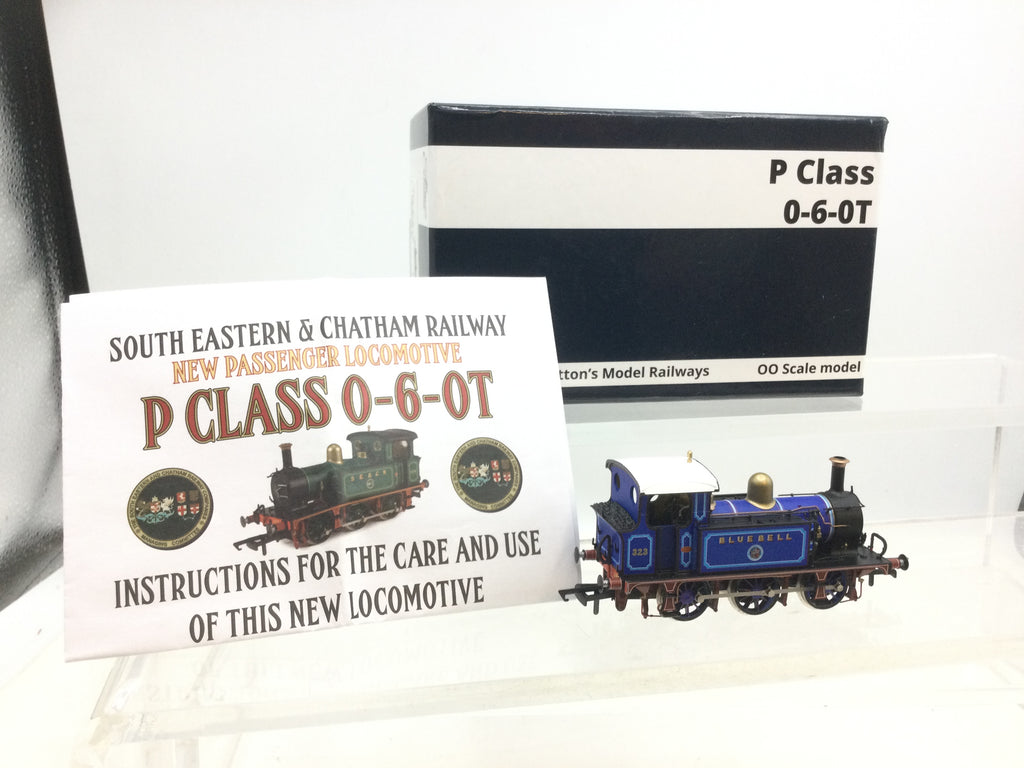 P Class
0-6-0T
tton's Model Railways OO Scale model
SOUTH EASTERN & CHATHAM RAILWAY
NEW PASSENGER LOCOMOTIVE
P CLASS 0-6-0T
INSTRUCTIONS FOR THE CARE AND USE
OF THIS NEW LOCOMOTIVE
BLUEBELL
323